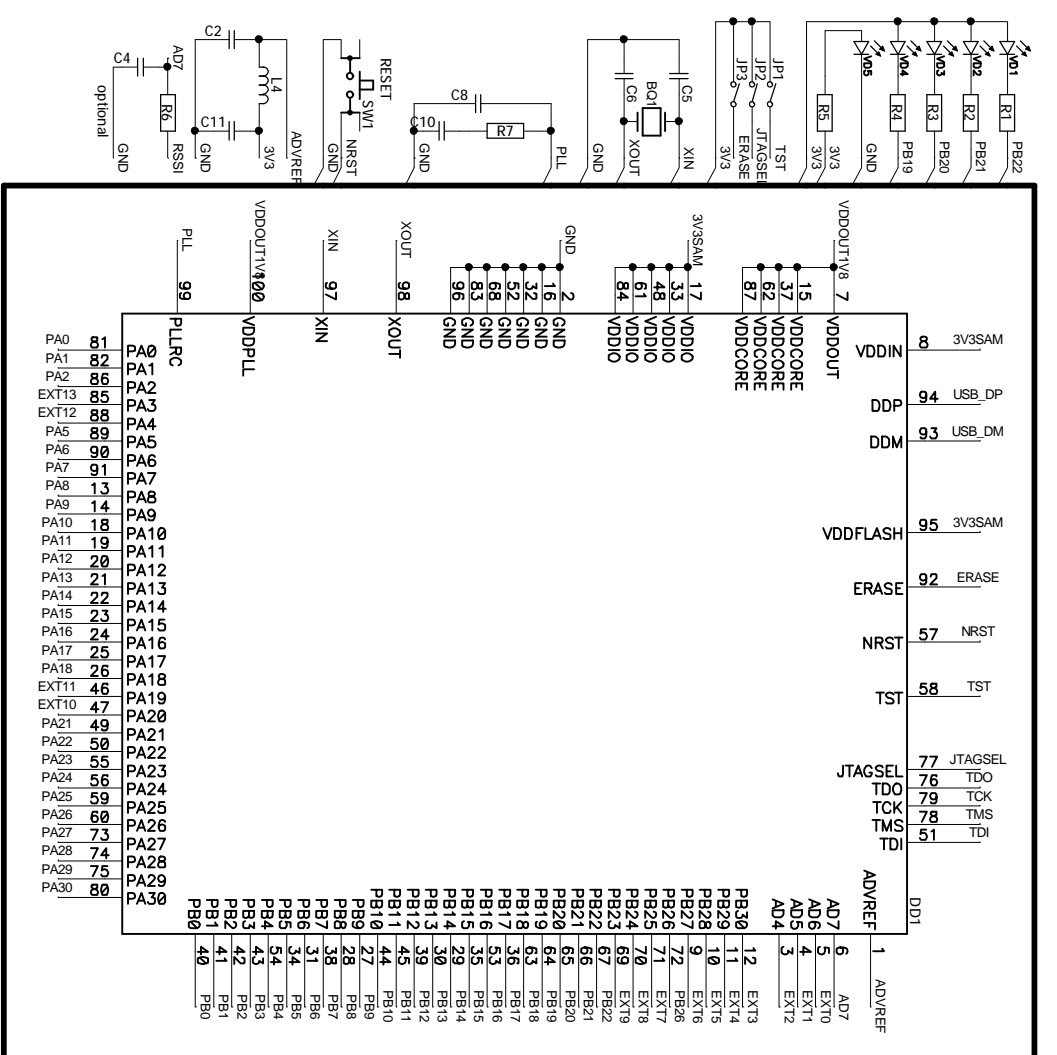 C4
AD7
R6
optional
GND
RSSI
C2
L4
C11
GND
3V3
ADVREF
RESET
SW1
GND
NRST
C8
C10
R7
GND
PLL
C6
BQ1
C5
GND
XOUT
XIN
JP3
JP2
JP1
3V3
ERASE
JTAGSEL
TST
VD5
VD4
VD3
VD2
VD1
R5
R4
R3
R2
R1
3V3
3V3
GND
PB19
PB20
PB21
PB22
PLL
99
PLLRC
VDDOUT1V8
100
VDDPLL
XIN
97
XIN
XOUT
98
XOUT
GND
96 83 68 52 32 16 2
GND GND GND GND GND GND GND
3V3SAM
84 61 48 33 17
VDDIO VDDIO VDDIO VDDIO VDDIO
VDDOUT1V8
87 62 37 15 7
VDDCORE VDDCORE VDDCORE VDDCORE VDDOUT
PA0 81 PA0
PA1 82 PA1
PA2 86 PA2
EXT13 85 PA3
EXT12 88 PA4
PA5 89 PA5
PA6 90 PA6
PA7 91 PA7
PA8 13 PA8
PA9 14 PA9
PA10 18 PA10
PA11 19 PA11
PA12 20 PA12
PA13 21 PA13
PA14 22 PA14
PA15 23 PA15
PA16 24 PA16
PA17 25 PA17
PA18 26 PA18
EXT11 46 PA19
EXT10 47 PA20
PA21 49 PA21
PA22 50 PA22
PA23 55 PA23
PA24 56 PA24
PA25 59 PA25
PA26 60 PA26
PA27 73 PA27
PA28 74 PA28
PA29 75 PA29
PA30 80 PA30
VDDIN 8 3V3SAM
DDP 94 USB_DP
DDM 93 USB_DM
VDDFLASH 95 3V3SAM
ERASE 92 ERASE
NRST 57 NRST
TST 58 TST
JTAGSEL 77 JTAGSEL
TDO 76 TDO
TCK 79 TCK
TMS 78 TMS
TDI 51 TDI
DD1
PB0 40 PB0
PB1 41 PB1
PB2 42 PB2
PB3 43 PB3
PB4 54 PB4
PB5 34 PB5
PB6 31 PB6
PB7 38 PB7
PB8 28 PB8
PB9 27 PB9
PB10 44 PB10
PB11 45 PB11
PB12 39 PB12
PB13 30 PB13
PB14 29 PB14
PB15 35 PB15
PB16 53 PB16
PB17 36 PB17
PB18 63 PB18
PB19 64 PB19
PB20 65 PB20
PB21 66 PB21
PB22 67 PB22
PB23 69 EXT9
PB24 70 EXT8
PB25 71 EXT7
PB26 72 PB26
PB27 9 EXT6
PB28 10 EXT5
PB29 11 EXT4
PB30 12 EXT3
AD4 3 EXT2
AD5 4 EXT1
AD6 5 EXT0
AD7 6 AD7
ADVREF 1 ADVREF